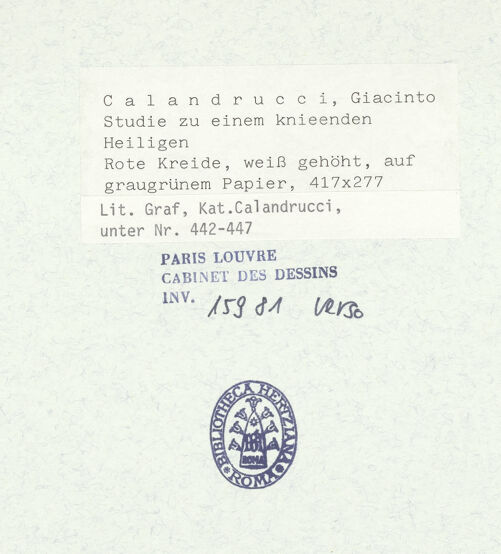 C a l a n d r u c c i, Giacinto
Studie zu einem knieenden
Heiligen
Rote Kreide, weiß gehöht, auf
graugrünem Papier, 417x277
Lit. Graf, Kat.Calandrucci,
unter Nr. 442-447
PARIS LOUVRE
CABINET DES DESSINS
INV. 15981 verso
BIBLIOTHECA HERTZIANA
ROMA
ROMA